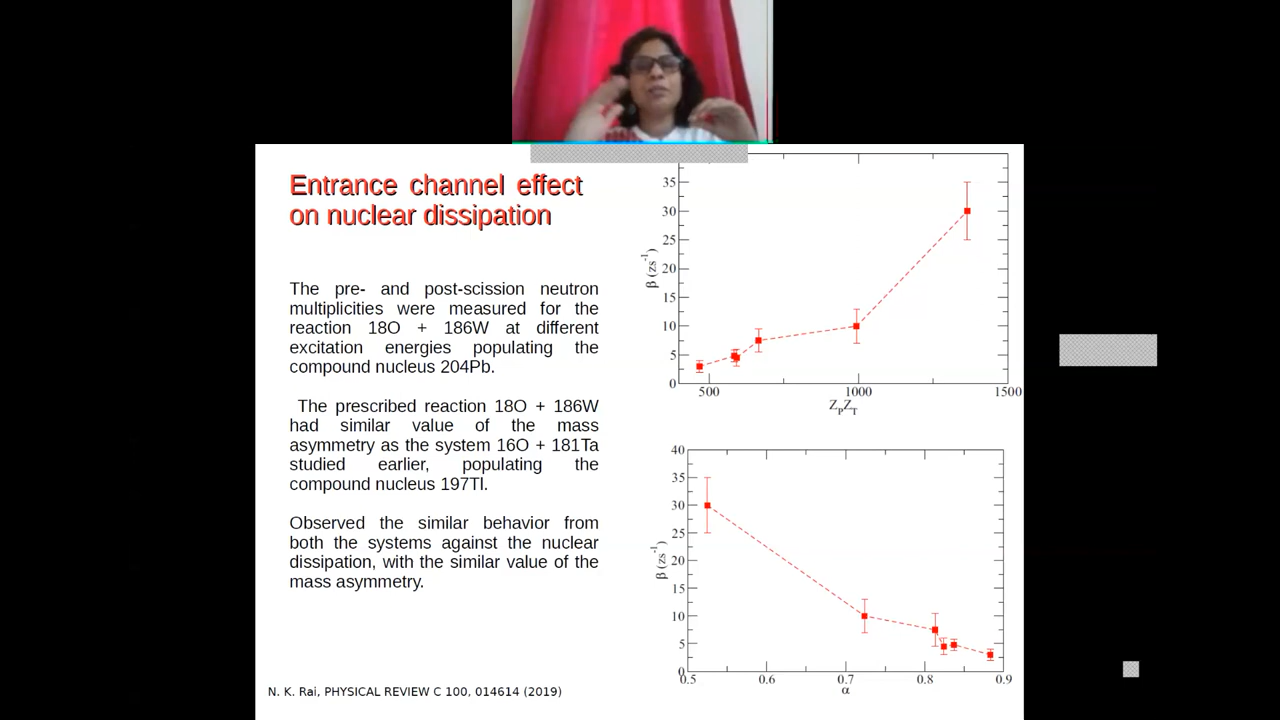 Entrance channel effect
on nuclear dissipation
The pre- and post-scission neutron
multiplicities were measured for the
reaction 18O + 186W at different
excitation energies populating the
compound nucleus 204Pb.
The prescribed reaction 18O + 186W
had similar value of the mass
asymmetry as the system 16O + 181Ta
studied earlier, populating the
compound nucleus 197Tl.
Observed the similar behavior from
both the systems against the nuclear
dissipation, with the similar value of the
mass asymmetry.
N. K. Rai, PHYSICAL REVIEW C 100, 014614 (2019)
35
30
25
20
15
10
5
0
β (zs⁻¹)
500 1000 1500
ZₚZ_T
40
35
30
25
20
15
10
5
0
β (zs⁻¹)
0.5 0.6 0.7 0.8 0.9
α